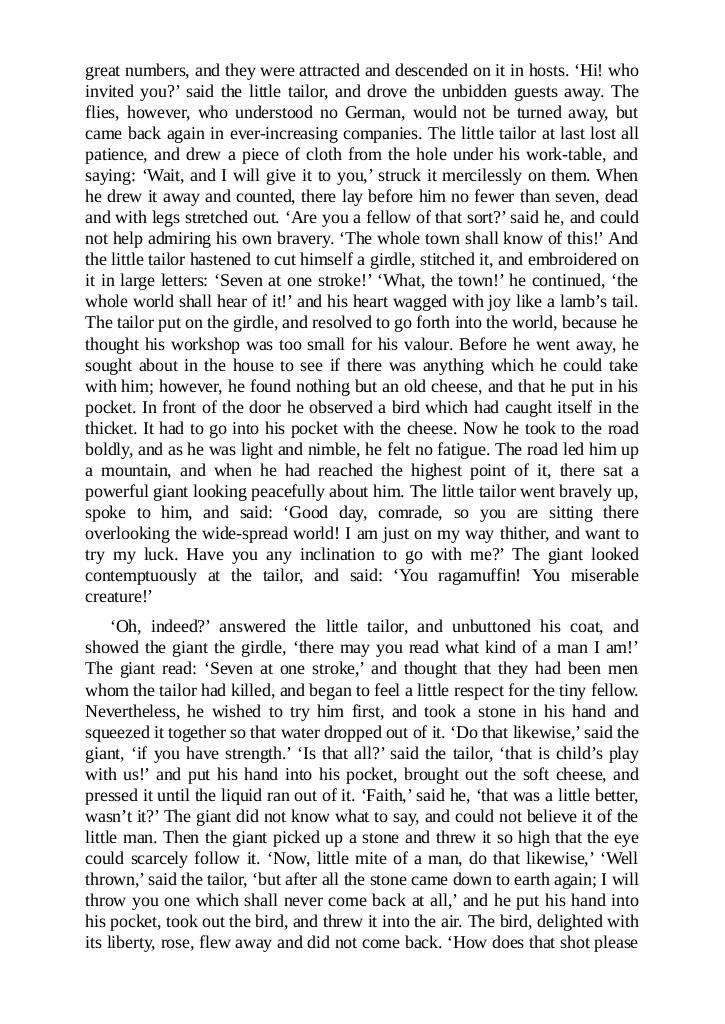 great numbers, and they were attracted and descended on it in hosts. ‘Hi! who
invited you?’ said the little tailor, and drove the unbidden guests away. The
flies, however, who understood no German, would not be turned away, but
came back again in ever-increasing companies. The little tailor at last lost all
patience, and drew a piece of cloth from the hole under his work-table, and
saying: ‘Wait, and I will give it to you,’ struck it mercilessly on them. When
he drew it away and counted, there lay before him no fewer than seven, dead
and with legs stretched out. ‘Are you a fellow of that sort?’ said he, and could
not help admiring his own bravery. ‘The whole town shall know of this!’ And
the little tailor hastened to cut himself a girdle, stitched it, and embroidered on
it in large letters: ‘Seven at one stroke!’ ‘What, the town!’ he continued, ‘the
whole world shall hear of it!’ and his heart wagged with joy like a lamb’s tail.
The tailor put on the girdle, and resolved to go forth into the world, because he
thought his workshop was too small for his valour. Before he went away, he
sought about in the house to see if there was anything which he could take
with him; however, he found nothing but an old cheese, and that he put in his
pocket. In front of the door he observed a bird which had caught itself in the
thicket. It had to go into his pocket with the cheese. Now he took to the road
boldly, and as he was light and nimble, he felt no fatigue. The road led him up
a mountain, and when he had reached the highest point of it, there sat a
powerful giant looking peacefully about him. The little tailor went bravely up,
spoke to him, and said: ‘Good day, comrade, so you are sitting there
overlooking the wide-spread world! I am just on my way thither, and want to
try my luck. Have you any inclination to go with me?’ The giant looked
contemptuously at the tailor, and said: ‘You ragamuffin! You miserable
creature!’
‘Oh, indeed?’ answered the little tailor, and unbuttoned his coat, and
showed the giant the girdle, ‘there may you read what kind of a man I am!’
The giant read: ‘Seven at one stroke,’ and thought that they had been men
whom the tailor had killed, and began to feel a little respect for the tiny fellow.
Nevertheless, he wished to try him first, and took a stone in his hand and
squeezed it together so that water dropped out of it. ‘Do that likewise,’ said the
giant, ‘if you have strength.’ ‘Is that all?’ said the tailor, ‘that is child’s play
with us!’ and put his hand into his pocket, brought out the soft cheese, and
pressed it until the liquid ran out of it. ‘Faith,’ said he, ‘that was a little better,
wasn’t it?’ The giant did not know what to say, and could not believe it of the
little man. Then the giant picked up a stone and threw it so high that the eye
could scarcely follow it. ‘Now, little mite of a man, do that likewise,’ ‘Well
thrown,’ said the tailor, ‘but after all the stone came down to earth again; I will
throw you one which shall never come back at all,’ and he put his hand into
his pocket, took out the bird, and threw it into the air. The bird, delighted with
its liberty, rose, flew away and did not come back. ‘How does that shot please